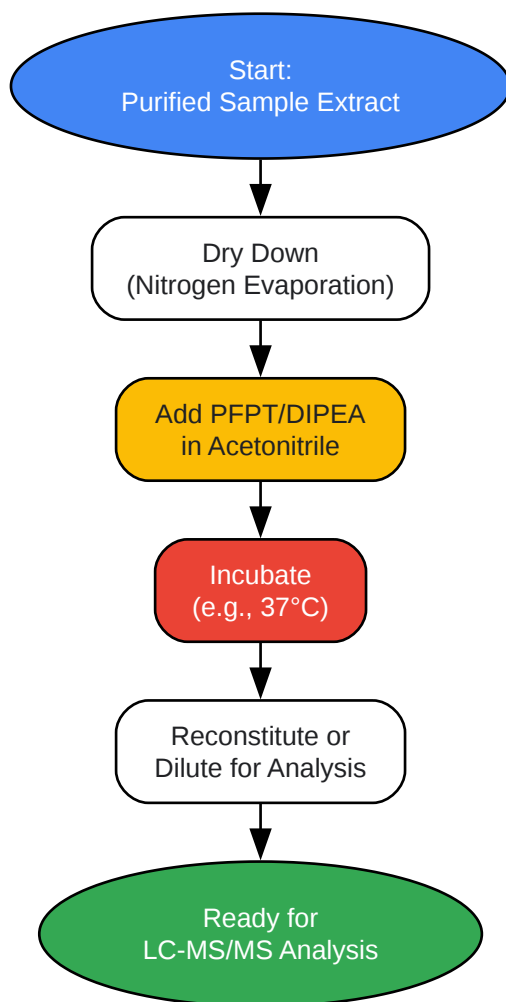 Start:
Purified Sample Extract
Dry Down
(Nitrogen Evaporation)
Add PFPT/DIPEA
in Acetonitrile
Incubate
(e.g., 37°C)
Reconstitute or
Dilute for Analysis
Ready for
LC-MS/MS Analysis